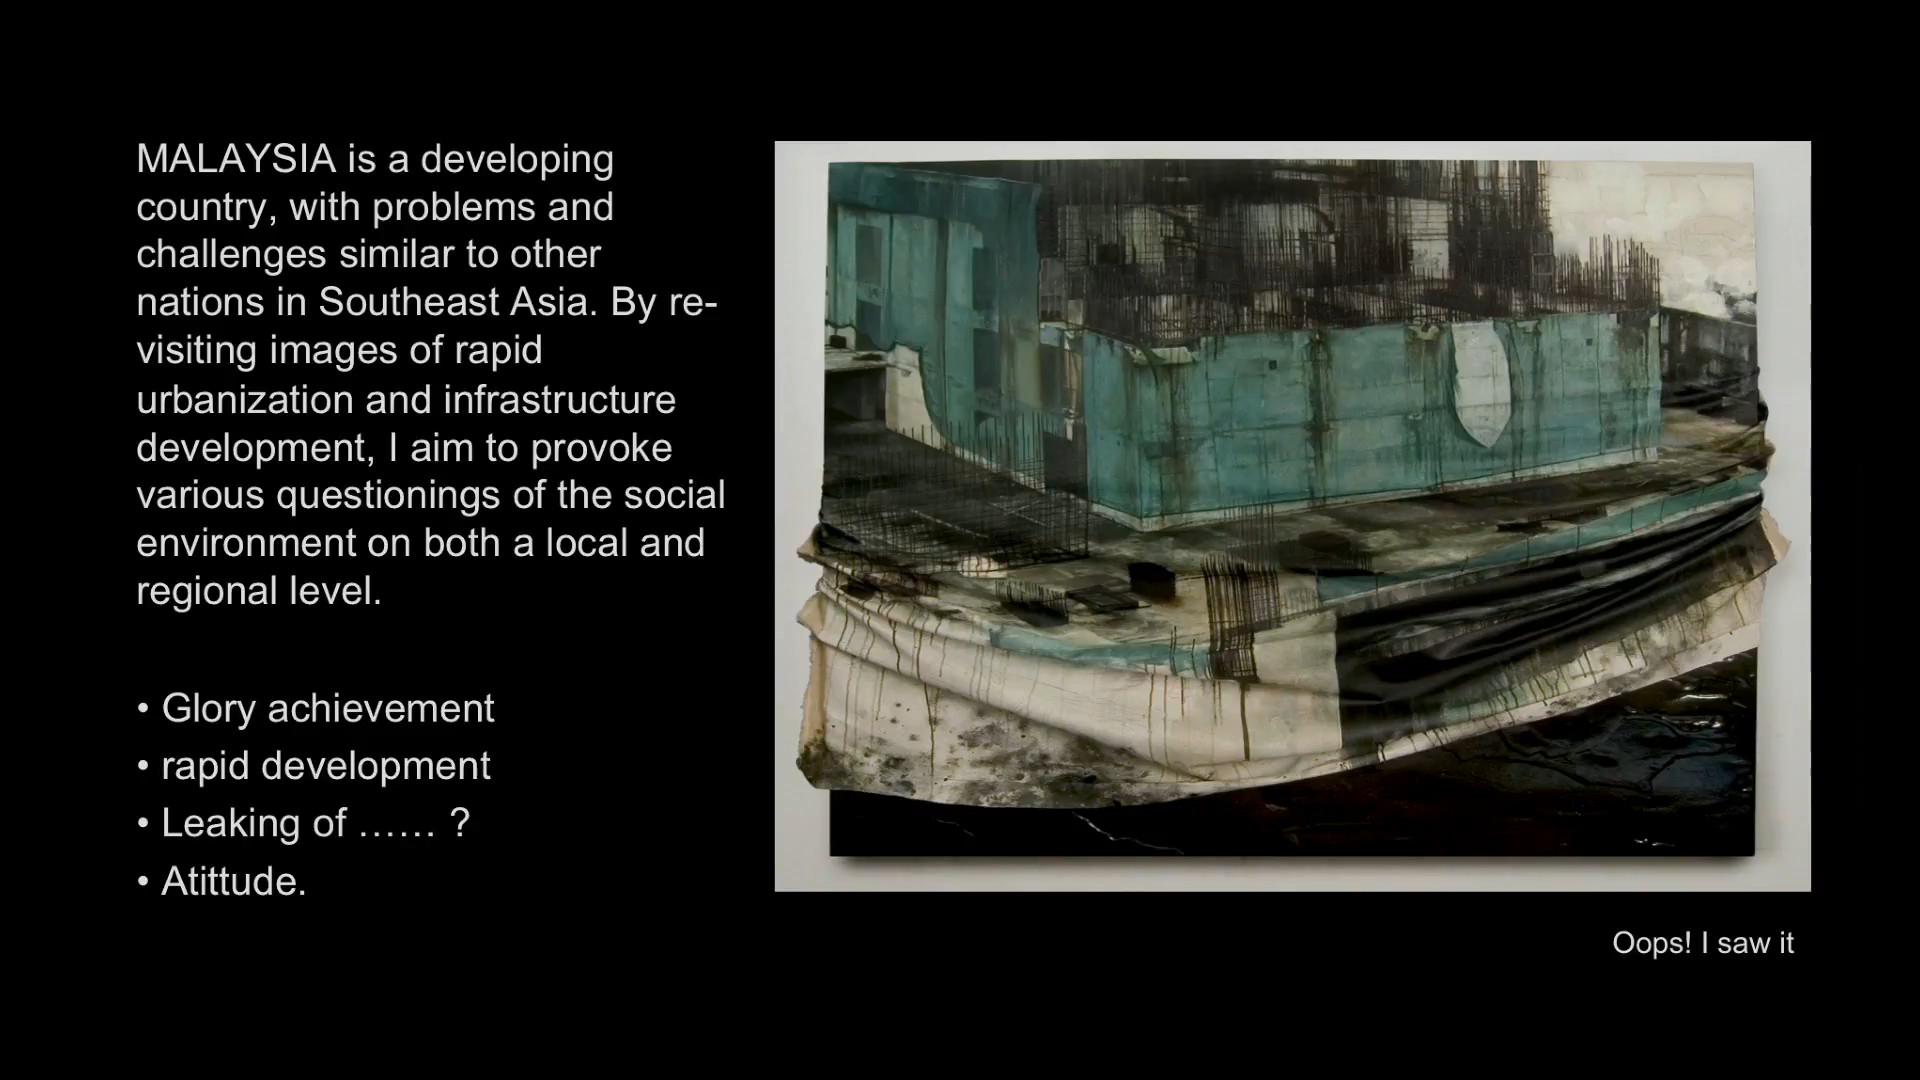 MALAYSIA is a developing
country, with problems and
challenges similar to other
nations in Southeast Asia. By re-
visiting images of rapid
urbanization and infrastructure
development, I aim to provoke
various questionings of the social
environment on both a local and
regional level.
• Glory achievement
• rapid development
• Leaking of …… ?
• Atittude.
Oops! I saw it